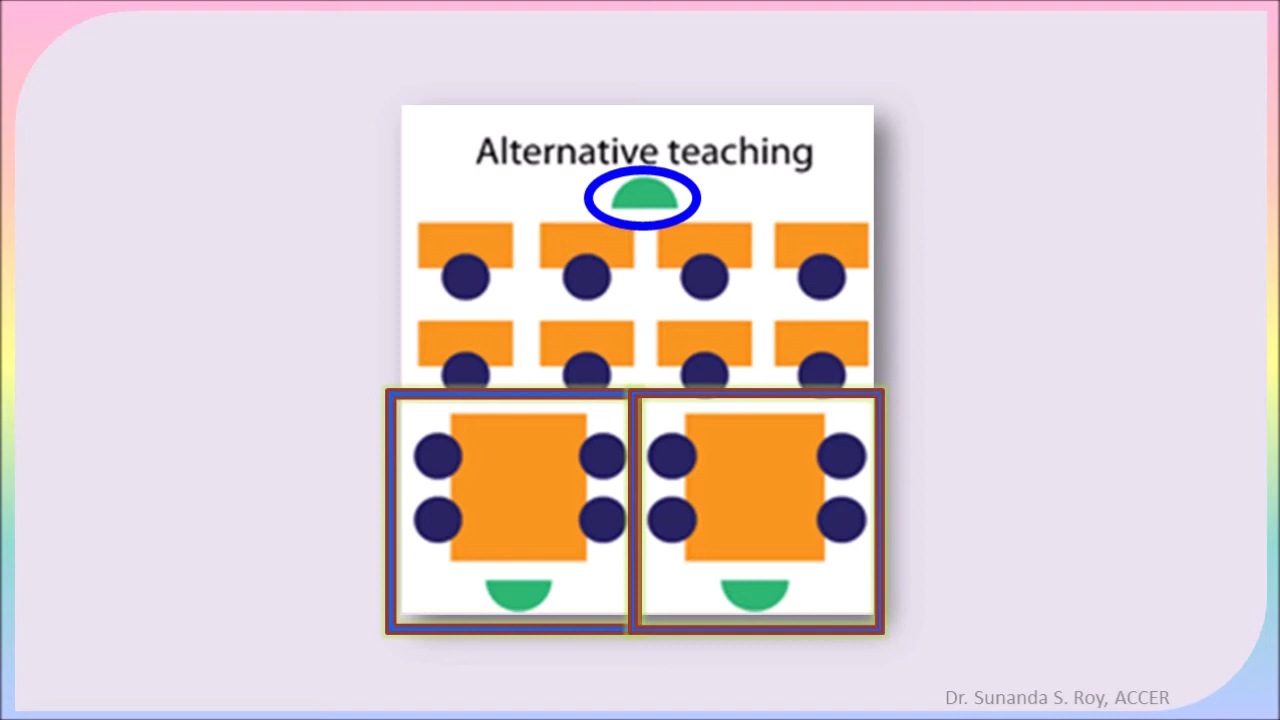 Alternative teaching
Dr. Sunanda S. Roy, ACCER